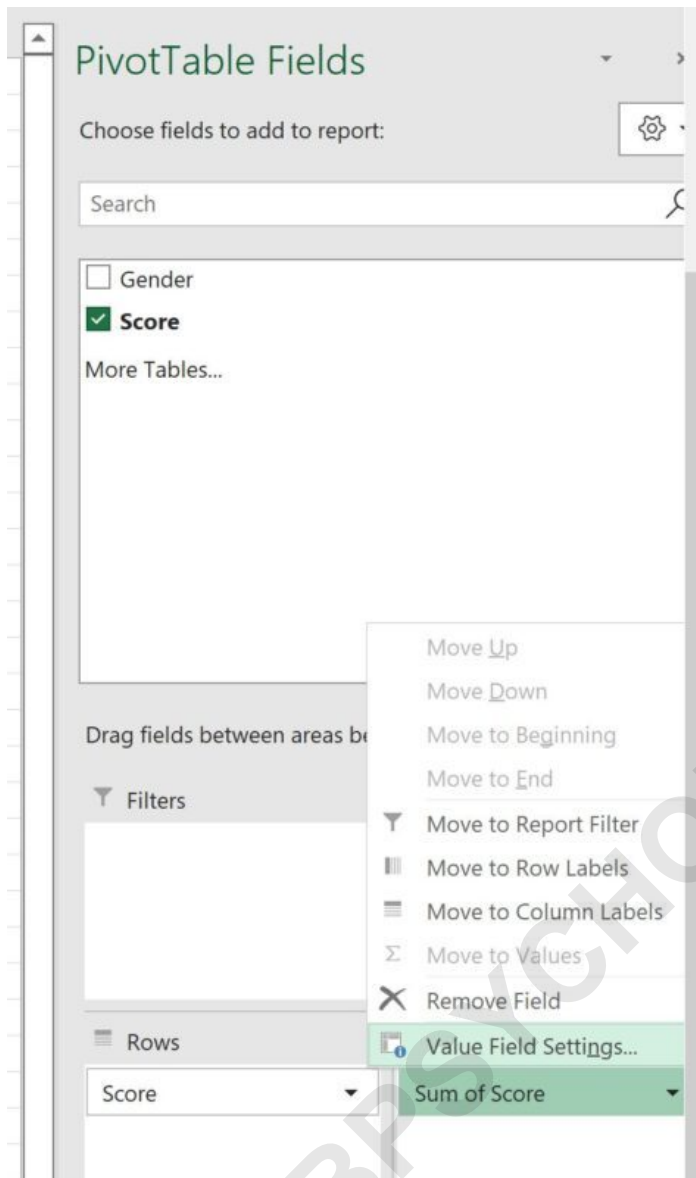 PivotTable Fields
Choose fields to add to report:
Search
Gender
Score
More Tables...
Move Up
Move Down
Drag fields between areas be
Move to Beginning
Move to End
Filters
Move to Report Filter
Move to Row Labels
Move to Column Labels
Move to Values
Remove Field
Rows
Value Field Settings...
Score
Sum of Score
BPSYCHO